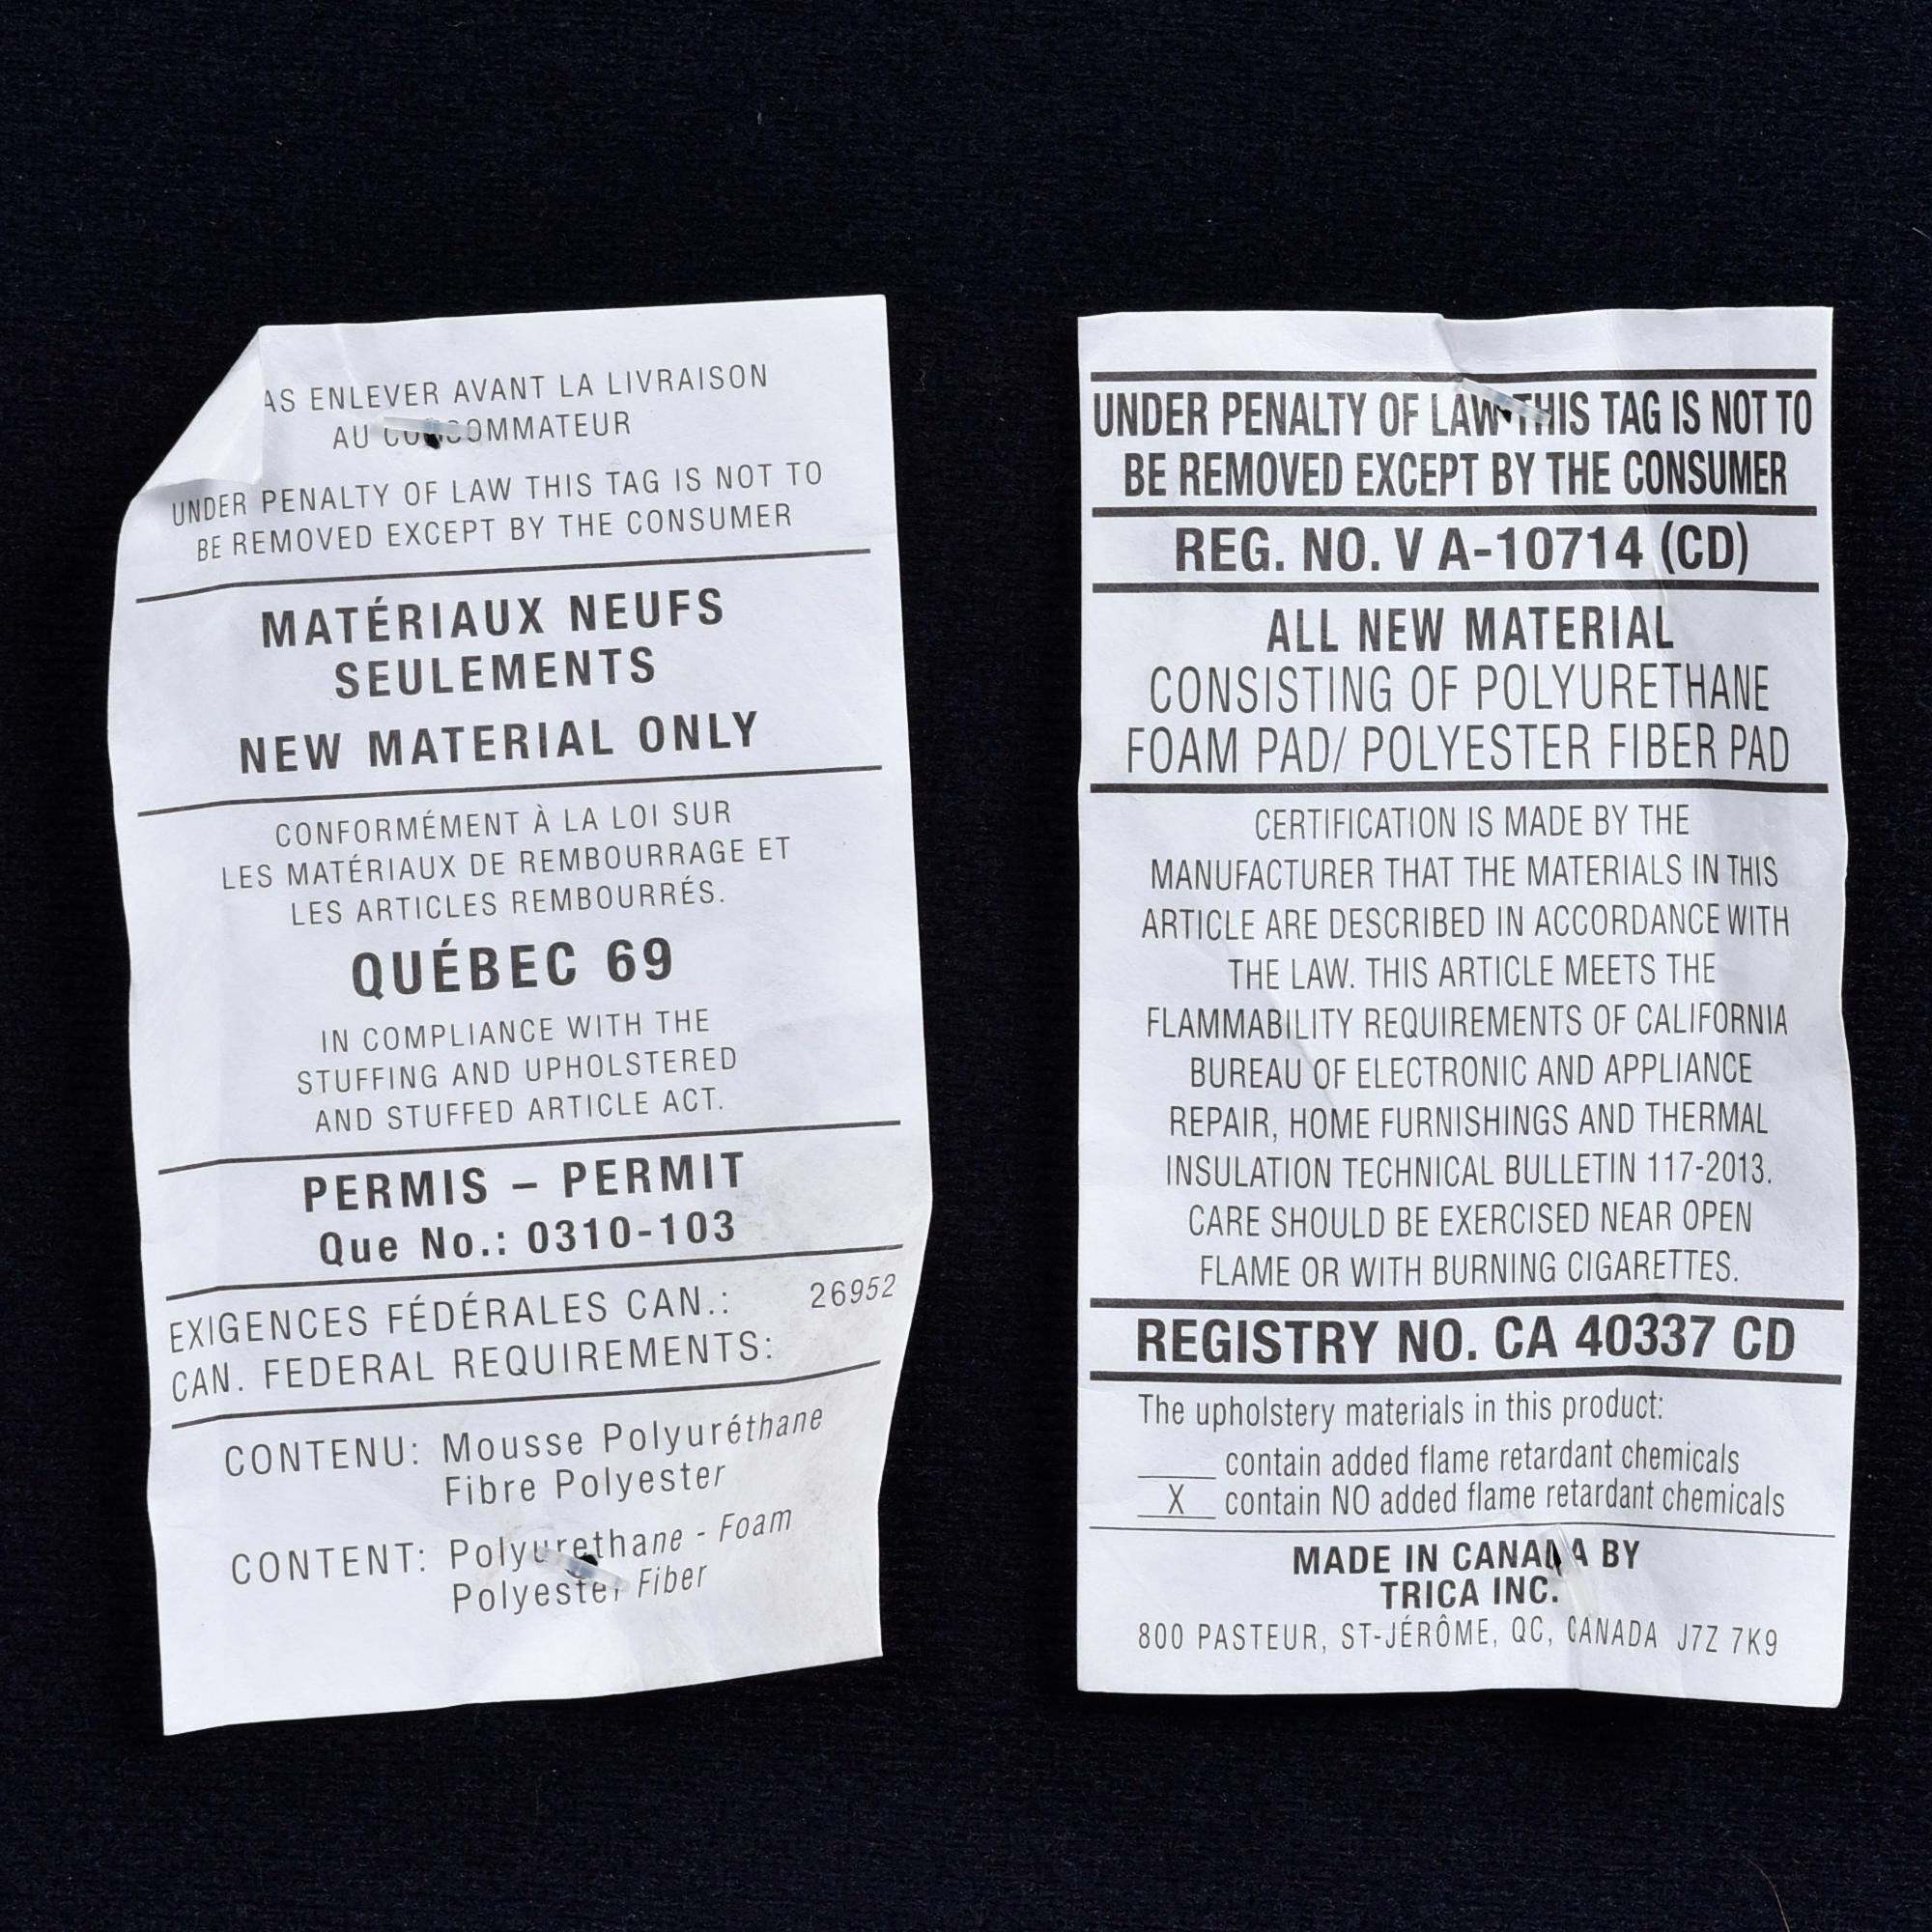 AS ENLEVER AVANT LA LIVRAISON
AU CONSOMMATEUR
UNDER PENALTY OF LAW THIS TAG IS NOT TO
BE REMOVED EXCEPT BY THE CONSUMER
MATÉRIAUX NEUFS
SEULEMENTS
NEW MATERIAL ONLY
CONFORMÉMENT À LA LOI SUR
LES MATÉRIAUX DE REMBOURRAGE ET
LES ARTICLES REMBOURRÉS.
QUÉBEC 69
IN COMPLIANCE WITH THE
STUFFING AND UPHOLSTERED
AND STUFFED ARTICLE ACT.
PERMIS – PERMIT
Que No.: 0310-103
EXIGENCES FÉDÉRALES CAN.: 26952
CAN. FEDERAL REQUIREMENTS:
CONTENU: Mousse Polyuréthane
Fibre Polyester
CONTENT: Polyurethane - Foam
Polyester Fiber
UNDER PENALTY OF LAW THIS TAG IS NOT TO
BE REMOVED EXCEPT BY THE CONSUMER
REG. NO. V A-10714 (CD)
ALL NEW MATERIAL
CONSISTING OF POLYURETHANE
FOAM PAD/ POLYESTER FIBER PAD
CERTIFICATION IS MADE BY THE
MANUFACTURER THAT THE MATERIALS IN THIS
ARTICLE ARE DESCRIBED IN ACCORDANCE WITH
THE LAW. THIS ARTICLE MEETS THE
FLAMMABILITY REQUIREMENTS OF CALIFORNIA
BUREAU OF ELECTRONIC AND APPLIANCE
REPAIR, HOME FURNISHINGS AND THERMAL
INSULATION TECHNICAL BULLETIN 117-2013.
CARE SHOULD BE EXERCISED NEAR OPEN
FLAME OR WITH BURNING CIGARETTES.
REGISTRY NO. CA 40337 CD
The upholstery materials in this product:
____ contain added flame retardant chemicals
X contain NO added flame retardant chemicals
MADE IN CANADA BY
TRICA INC.
800 PASTEUR, ST-JÉRÔME, QC, CANADA J7Z 7K9